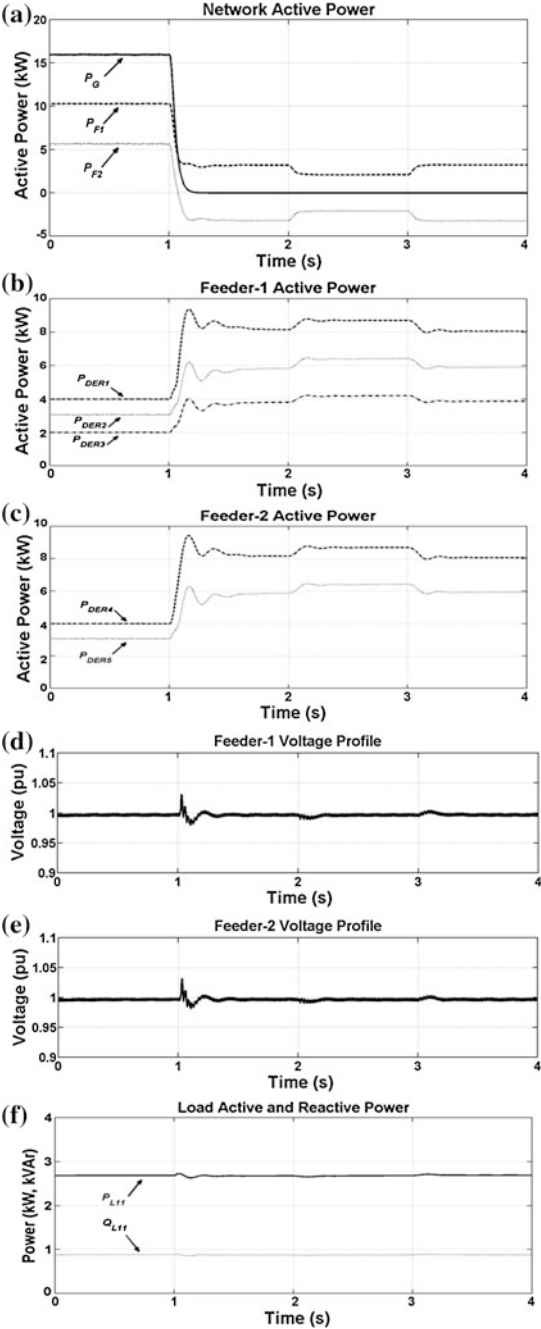 (a)
Network Active Power
Active Power (kW)
20
15
10
5
0
-5
P_G
P_F1
P_F2
0 1 2 3 4
Time (s)
(b)
Feeder-1 Active Power
Active Power (kW)
10
8
6
4
2
0
P_DER1
P_DER2
P_DER3
0 1 2 3 4
Time (s)
(c)
Feeder-2 Active Power
Active Power (kW)
10
8
6
4
2
0
P_DER4
P_DER5
0 1 2 3 4
Time (s)
(d)
Feeder-1 Voltage Profile
Voltage (pu)
1.1
1.05
1
0.95
0.9
0 1 2 3 4
Time (s)
(e)
Feeder-2 Voltage Profile
Voltage (pu)
1.1
1.05
1
0.95
0.9
0 1 2 3 4
Time (s)
(f)
Load Active and Reactive Power
Power (kW, kVAr)
4
3
2
1
0
P_L11
Q_L11
0 1 2 3 4
Time (s)